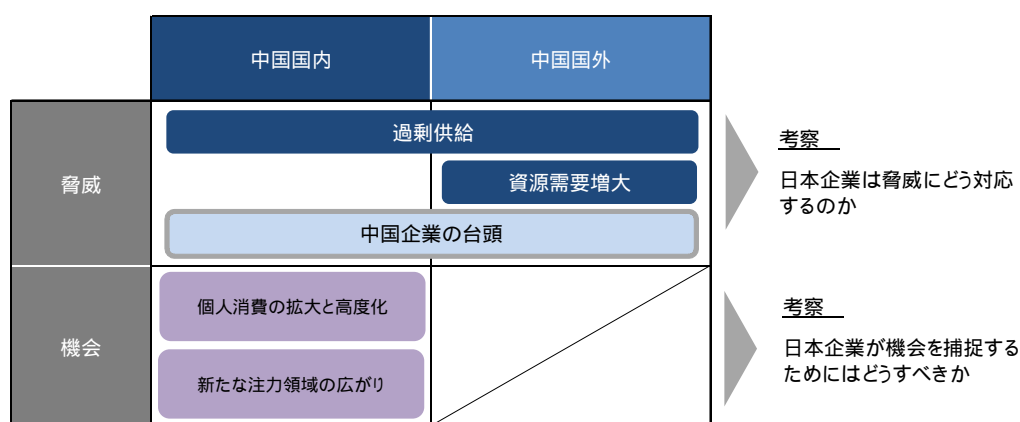 中国国内
中国国外
脅威
過剰供給
資源需要増大
中国企業の台頭
考察
日本企業は脅威にどう対応
するのか
機会
個人消費の拡大と高度化
新たな注力領域の広がり
考察
日本企業が機会を捕捉する
ためにはどうすべきか